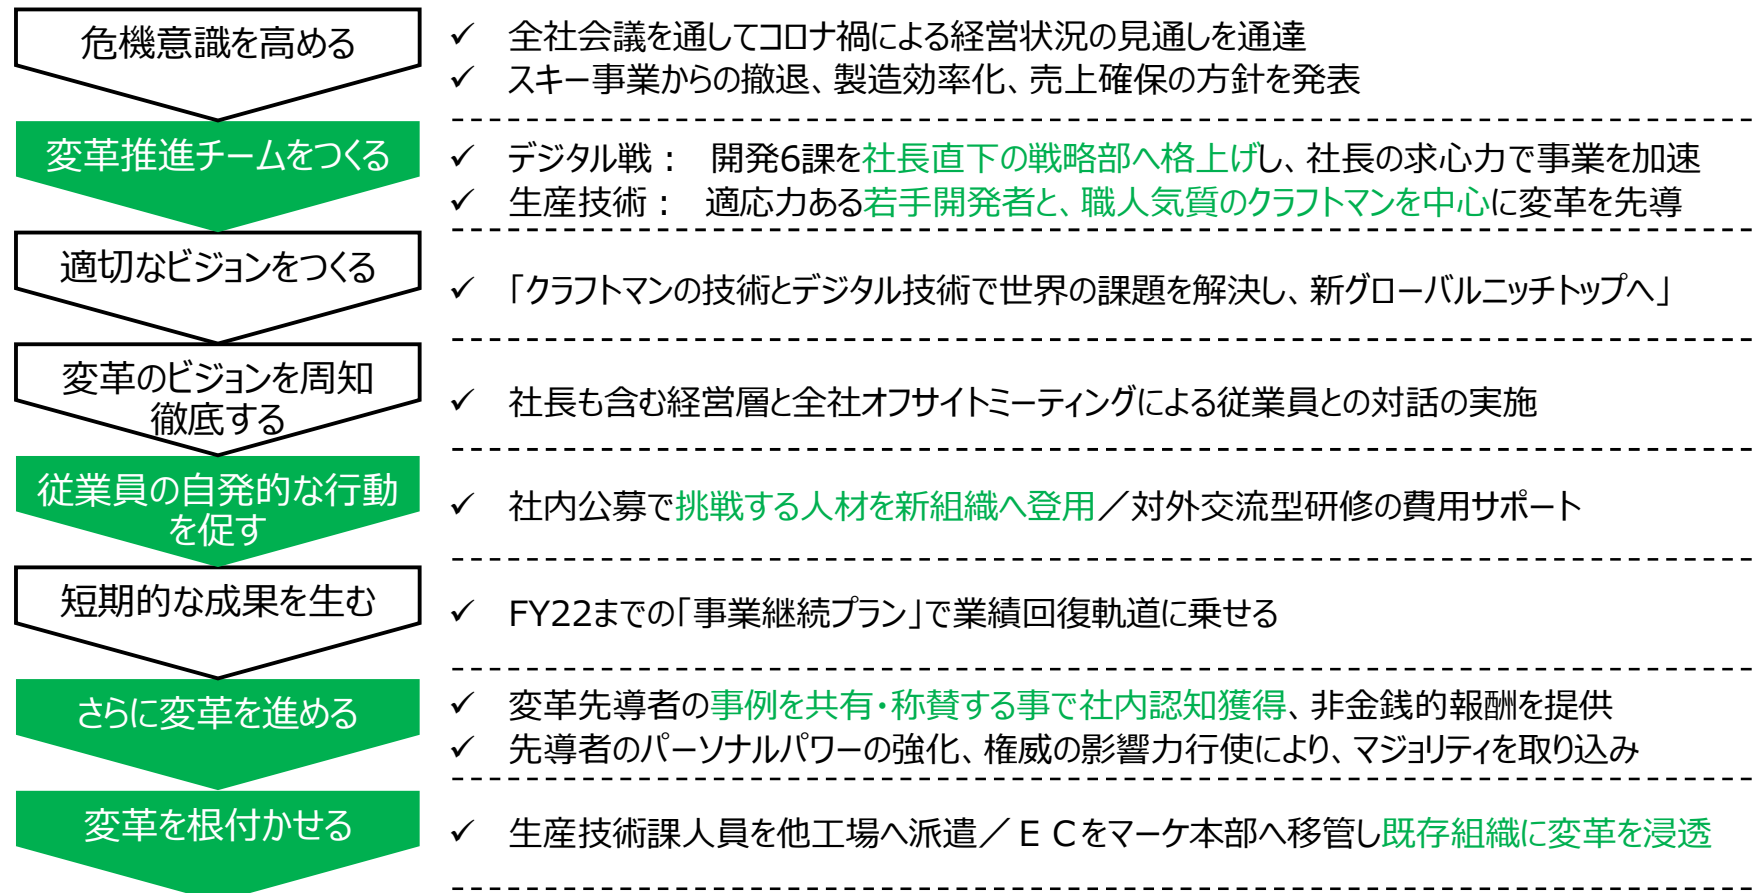 危機意識を高める
✓ 全社会議を通してコロナ禍による経営状況の見通しを通達
✓ スキー事業からの撤退、製造効率化、売上確保の方針を発表
変革推進チームをつくる
✓ デジタル戦： 開発6課を社長直下の戦略部へ格上げし、社長の求心力で事業を加速
✓ 生産技術： 適応力ある若手開発者と、職人気質のクラフトマンを中心に変革を先導
適切なビジョンをつくる
✓ 「クラフトマンの技術とデジタル技術で世界の課題を解決し、新グローバルニッチトップへ」
変革のビジョンを周知
徹底する
✓ 社長も含む経営層と全社オフサイトミーティングによる従業員との対話の実施
従業員の自発的な行動
を促す
✓ 社内公募で挑戦する人材を新組織へ登用／対外交流型研修の費用サポート
短期的な成果を生む
✓ FY22までの「事業継続プラン」で業績回復軌道に乗せる
さらに変革を進める
✓ 変革先導者の事例を共有・称賛する事で社内認知獲得、非金銭的報酬を提供
✓ 先導者のパーソナルパワーの強化、権威の影響力行使により、マジョリティを取り込み
変革を根付かせる
✓ 生産技術課人員を他工場へ派遣／ＥＣをマーケ本部へ移管し既存組織に変革を浸透